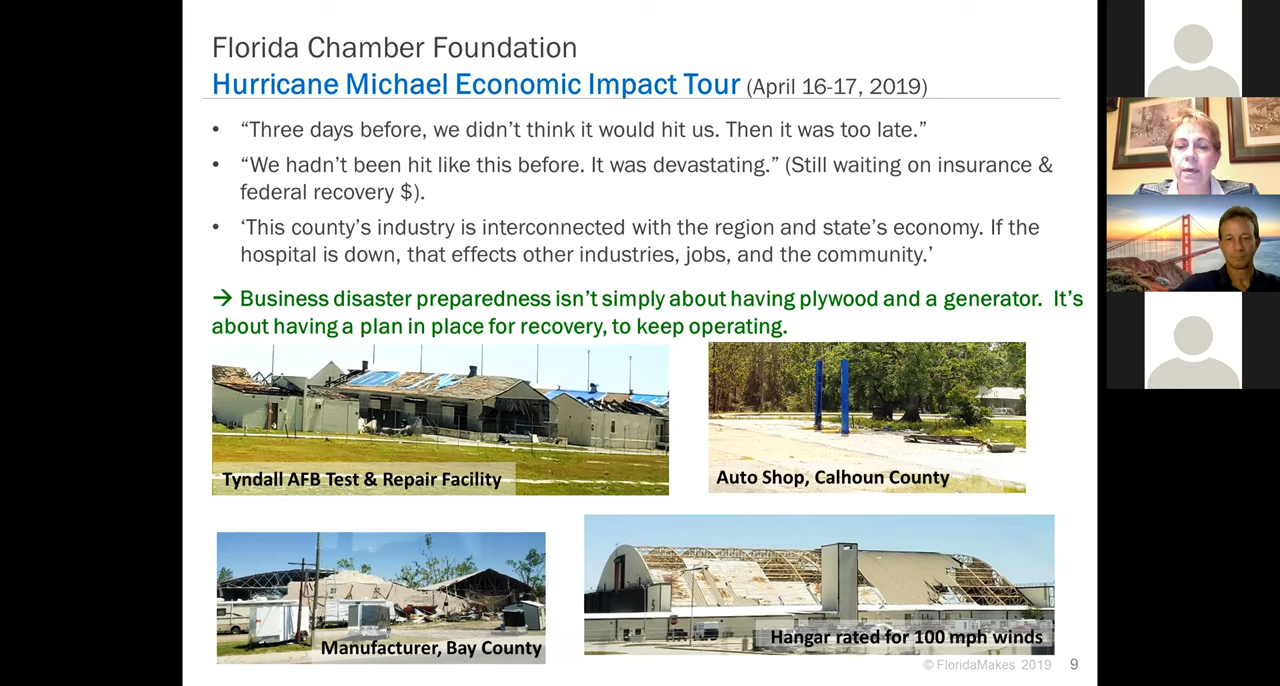 Florida Chamber Foundation
Hurricane Michael Economic Impact Tour (April 16-17, 2019)
• “Three days before, we didn’t think it would hit us. Then it was too late.”
• “We hadn’t been hit like this before. It was devastating.” (Still waiting on insurance &
federal recovery $).
• ‘This county’s industry is interconnected with the region and state’s economy. If the
hospital is down, that effects other industries, jobs, and the community.’
→ Business disaster preparedness isn’t simply about having plywood and a generator. It’s
about having a plan in place for recovery, to keep operating.
Tyndall AFB Test & Repair Facility
Auto Shop, Calhoun County
Manufacturer, Bay County
Hangar rated for 100 mph winds
© FloridaMakes 2019 9